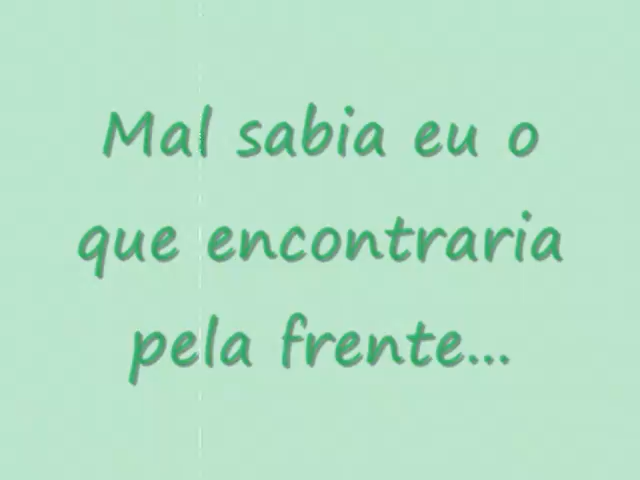 Mal sabia eu o
que encontraria
pela frente...